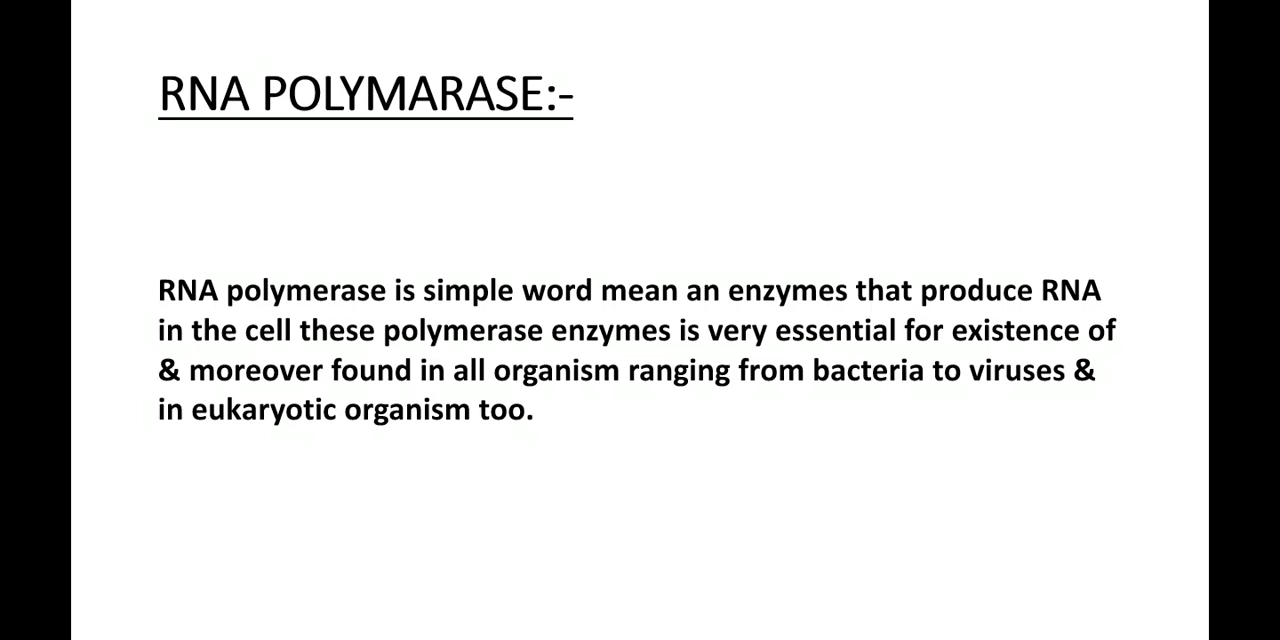 RNA POLYMARASE:-
RNA polymerase is simple word mean an enzymes that produce RNA
in the cell these polymerase enzymes is very essential for existence of
& moreover found in all organism ranging from bacteria to viruses &
in eukaryotic organism too.